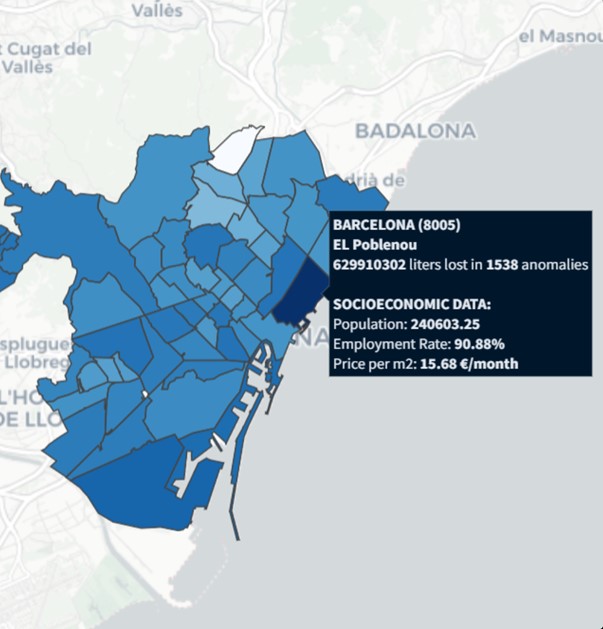 Vallès
el Masnou
Cugat del
Vallès
BADALONA
drià de
BARCELONA (8005)
EL Poblenou
629910302 liters lost in 1538 anomalies
SOCIOECONOMIC DATA:
Population: 240603.25
Employment Rate: 90.88%
Price per m2: 15.68 €/month
NA
splugue
Llobreg
L'HO
DE LLO